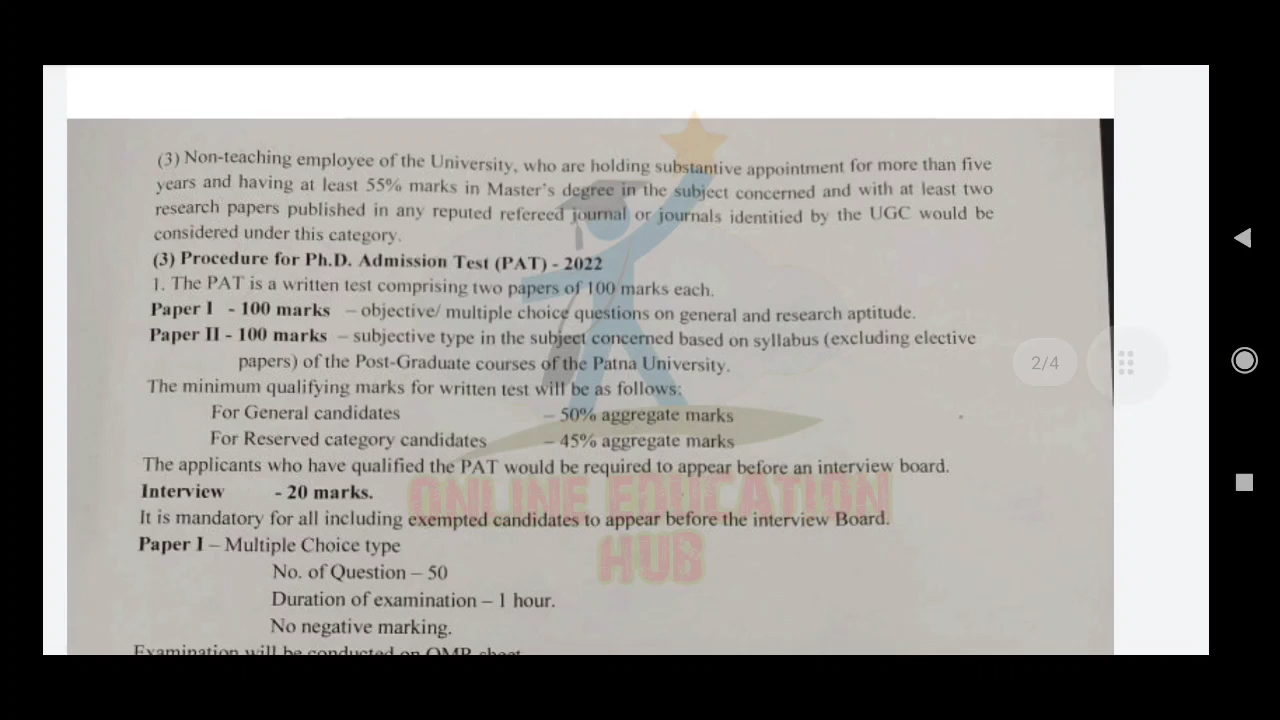 (3) Non-teaching employee of the University, who are holding substantive appointment for more than five
years and having at least 55% marks in Master's degree in the subject concerned and with at least two
research papers published in any reputed refereed journal or journals identitied by the UGC would be
considered under this category.
(3) Procedure for Ph.D. Admission Test (PAT) - 2022
1. The PAT is a written test comprising two papers of 100 marks each.
Paper I - 100 marks – objective/ multiple choice questions on general and research aptitude.
Paper II - 100 marks – subjective type in the subject concerned based on syllabus (excluding elective
papers) of the Post-Graduate courses of the Patna University.
2/4
The minimum qualifying marks for written test will be as follows:
For General candidates – 50% aggregate marks
For Reserved category candidates – 45% aggregate marks
The applicants who have qualified the PAT would be required to appear before an interview board.
Interview - 20 marks.
It is mandatory for all including exempted candidates to appear before the interview Board.
ONLINE EDUCATION
HUB
Paper I – Multiple Choice type
No. of Question – 50
Duration of examination – 1 hour.
No negative marking.
Examination will be conducted on OMR sheet